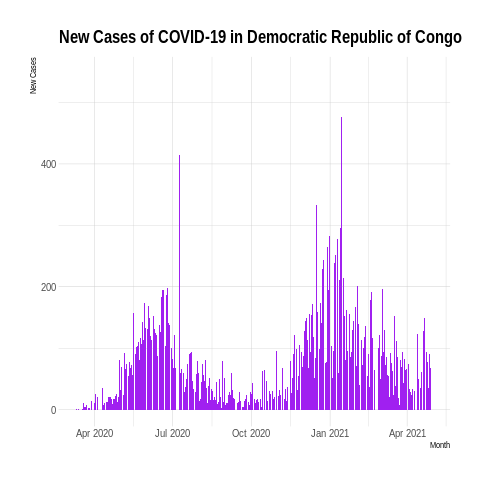 New Cases of COVID-19 in Democratic Republic of Congo
New Cases
400
200
0
Apr 2020 Jul 2020 Oct 2020 Jan 2021 Apr 2021
Month